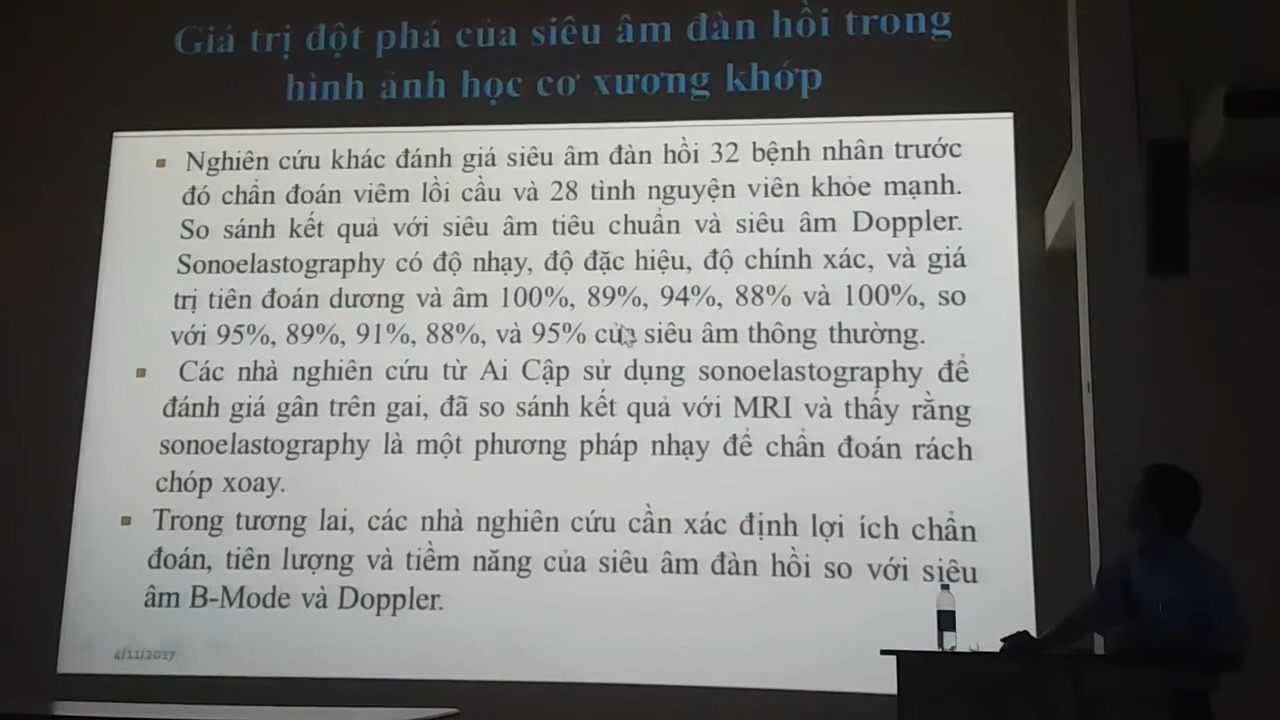 Giá trị đột phá của siêu âm đàn hồi trong
hình ảnh học cơ xương khớp
▪ Nghiên cứu khác đánh giá siêu âm đàn hồi 32 bệnh nhân trước
đó chẩn đoán viêm lồi cầu và 28 tình nguyện viên khỏe mạnh.
So sánh kết quả với siêu âm tiêu chuẩn và siêu âm Doppler.
Sonoelastography có độ nhạy, độ đặc hiệu, độ chính xác, và giá
trị tiên đoán dương và âm 100%, 89%, 94%, 88% và 100%, so
với 95%, 89%, 91%, 88%, và 95% của siêu âm thông thường.
▪ Các nhà nghiên cứu từ Ai Cập sử dụng sonoelastography để
đánh giá gân trên gai, đã so sánh kết quả với MRI và thấy rằng
sonoelastography là một phương pháp nhạy để chẩn đoán rách
chóp xoay.
▪ Trong tương lai, các nhà nghiên cứu cần xác định lợi ích chẩn
đoán, tiên lượng và tiềm năng của siêu âm đàn hồi so với siêu
âm B-Mode và Doppler.
4/11/2017